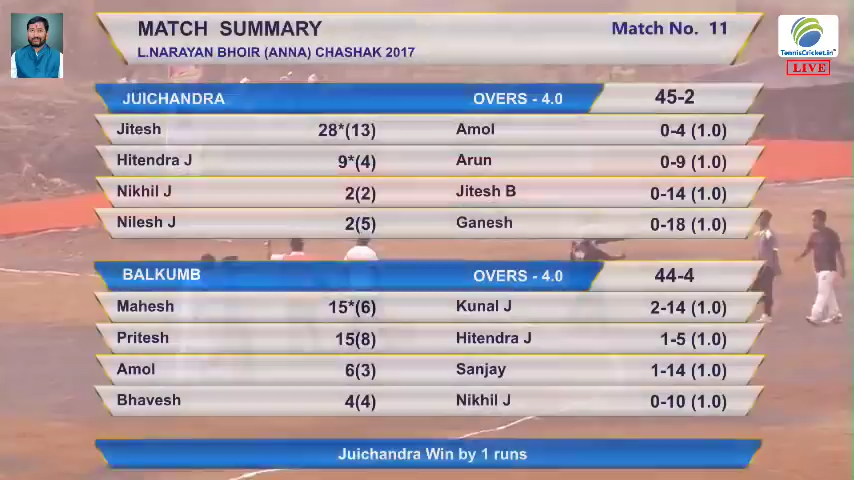 MATCH SUMMARY
Match No. 11
L.NARAYAN BHOIR (ANNA) CHASHAK 2017
TennisCricket.in
LIVE
JUICHANDRA OVERS - 4.0 45-2
Jitesh 28*(13) Amol 0-4 (1.0)
Hitendra J 9*(4) Arun 0-9 (1.0)
Nikhil J 2(2) Jitesh B 0-14 (1.0)
Nilesh J 2(5) Ganesh 0-18 (1.0)
BALKUMB OVERS - 4.0 44-4
Mahesh 15*(6) Kunal J 2-14 (1.0)
Pritesh 15(8) Hitendra J 1-5 (1.0)
Amol 6(3) Sanjay 1-14 (1.0)
Bhavesh 4(4) Nikhil J 0-10 (1.0)
Juichandra Win by 1 runs